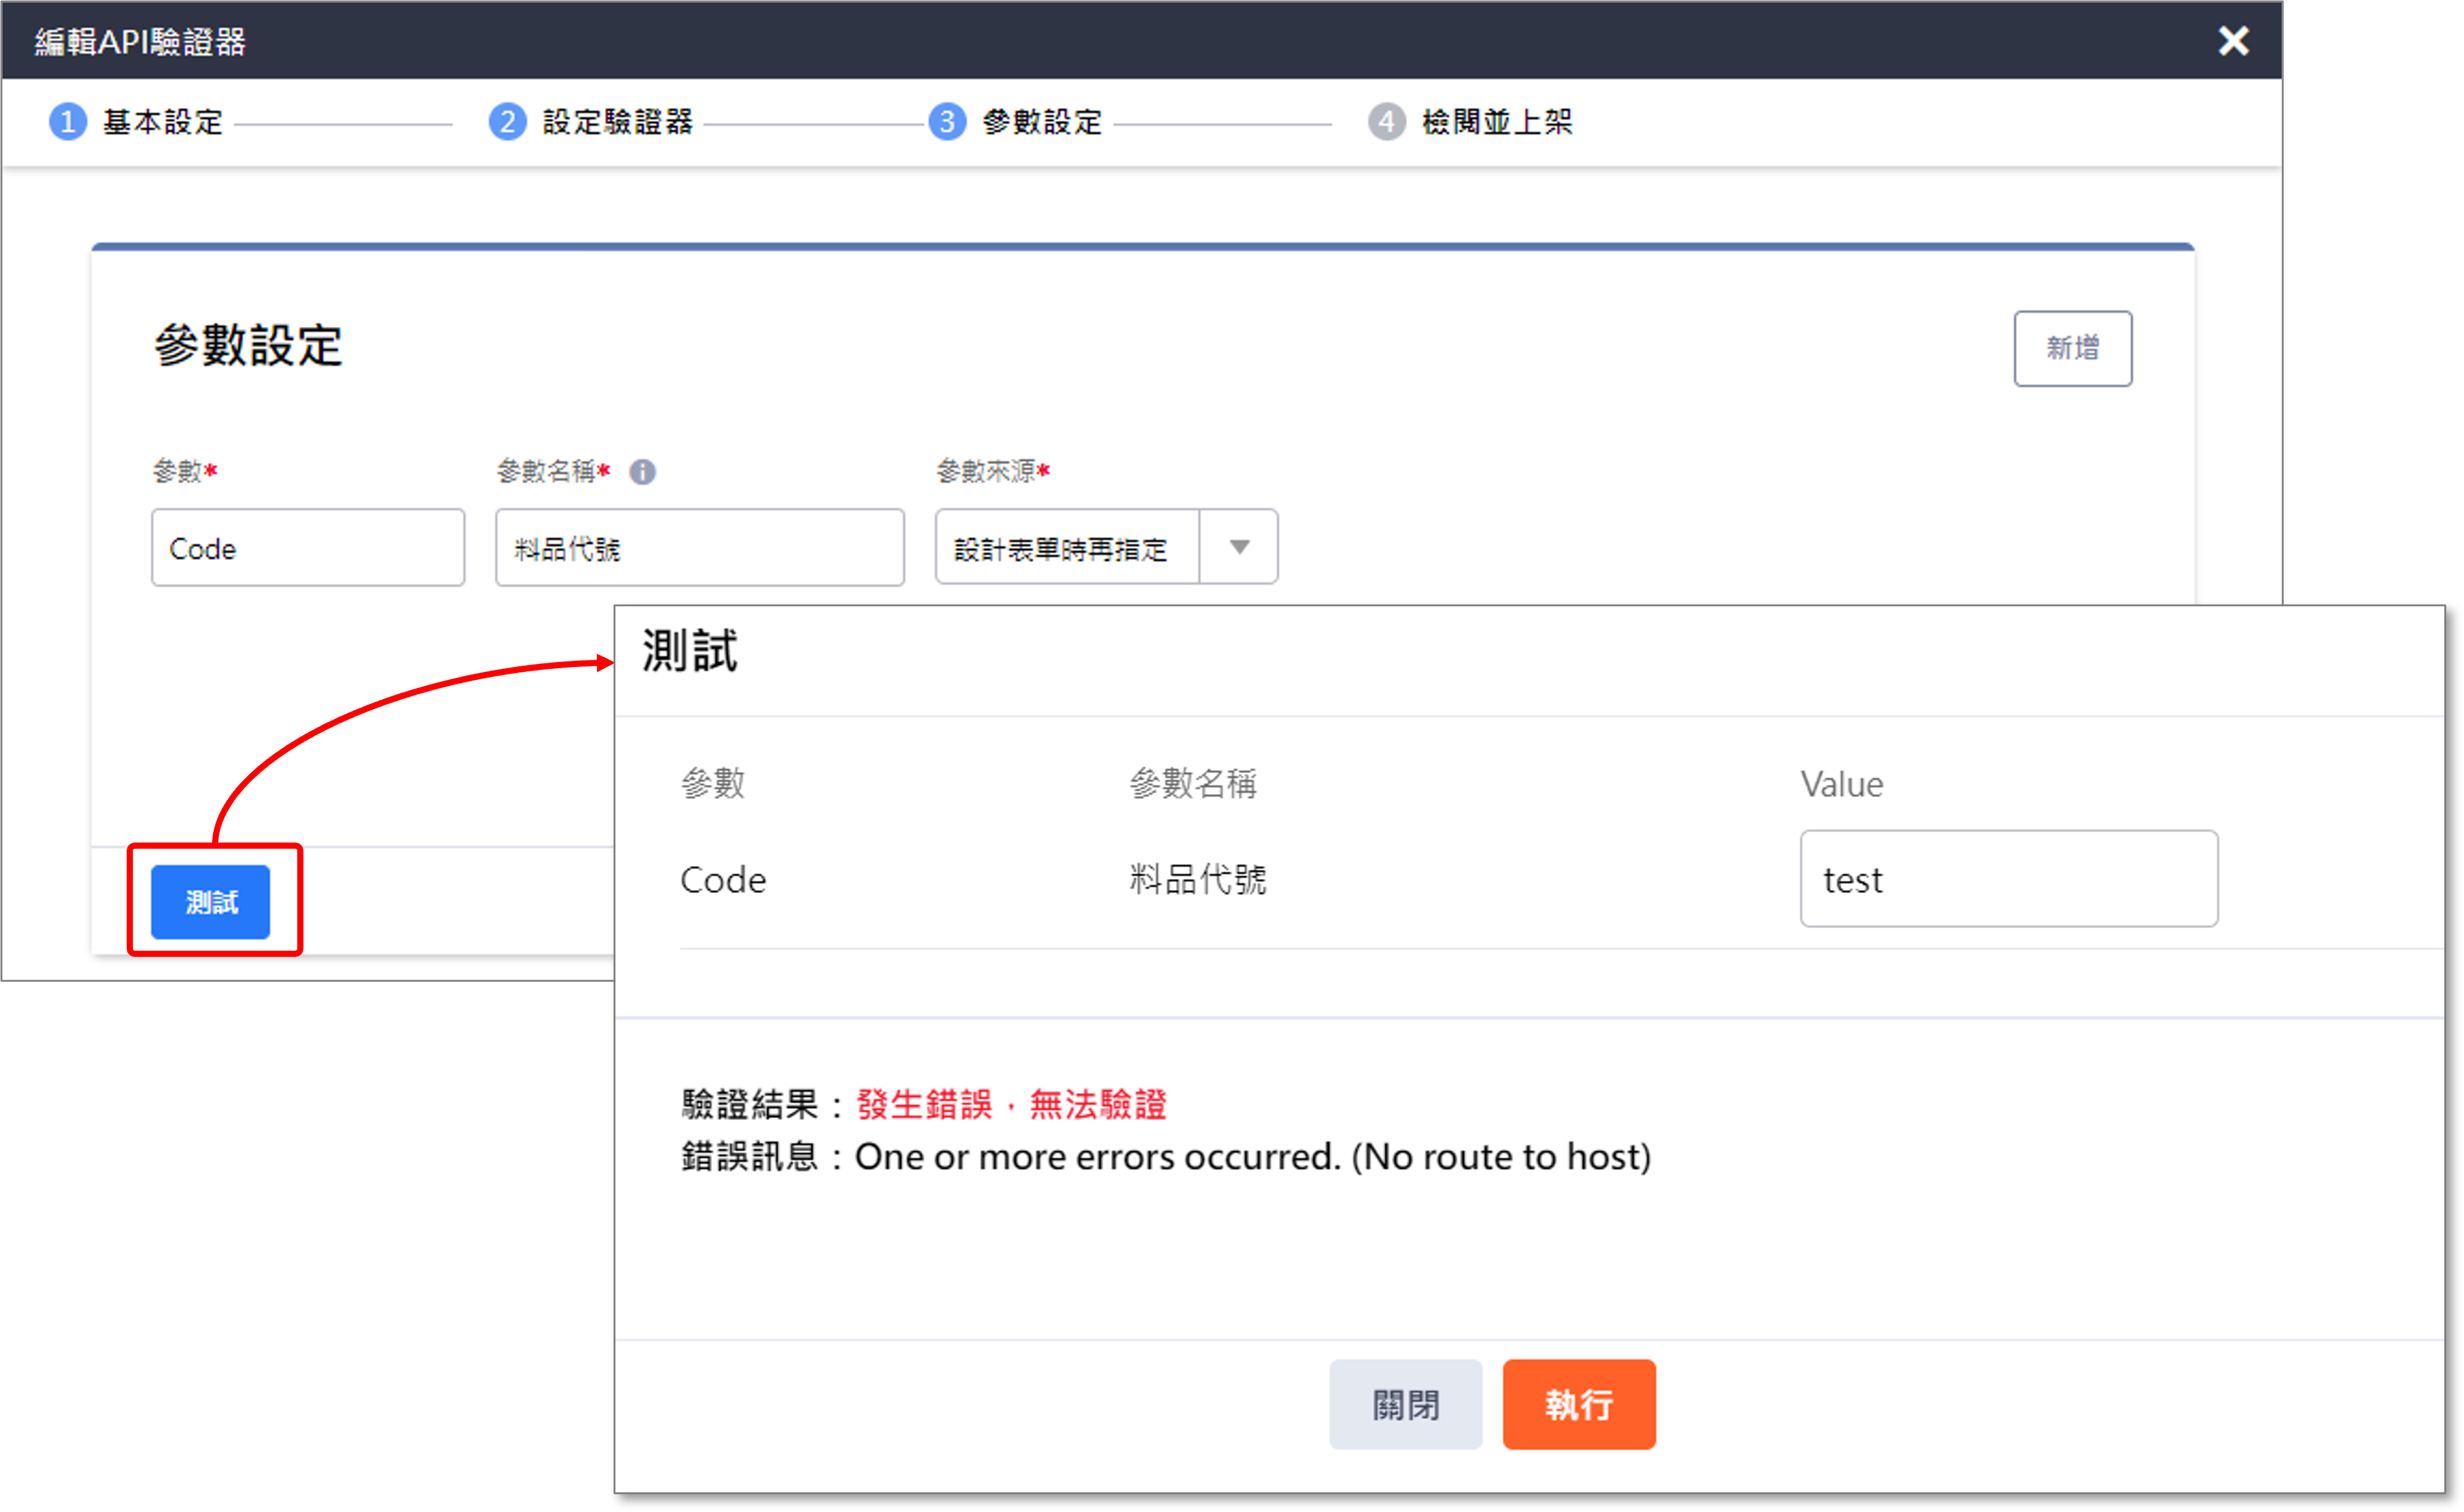 編輯API驗證器
1 基本設定 2 設定驗證器 3 參數設定 4 檢閱並上架
參數設定
新增
參數* 參數名稱* i 參數來源*
Code 料品代號 設計表單時再指定
測試
測試
參數 參數名稱 Value
Code 料品代號 test
驗證結果：發生錯誤，無法驗證
錯誤訊息：One or more errors occurred. (No route to host)
關閉 執行